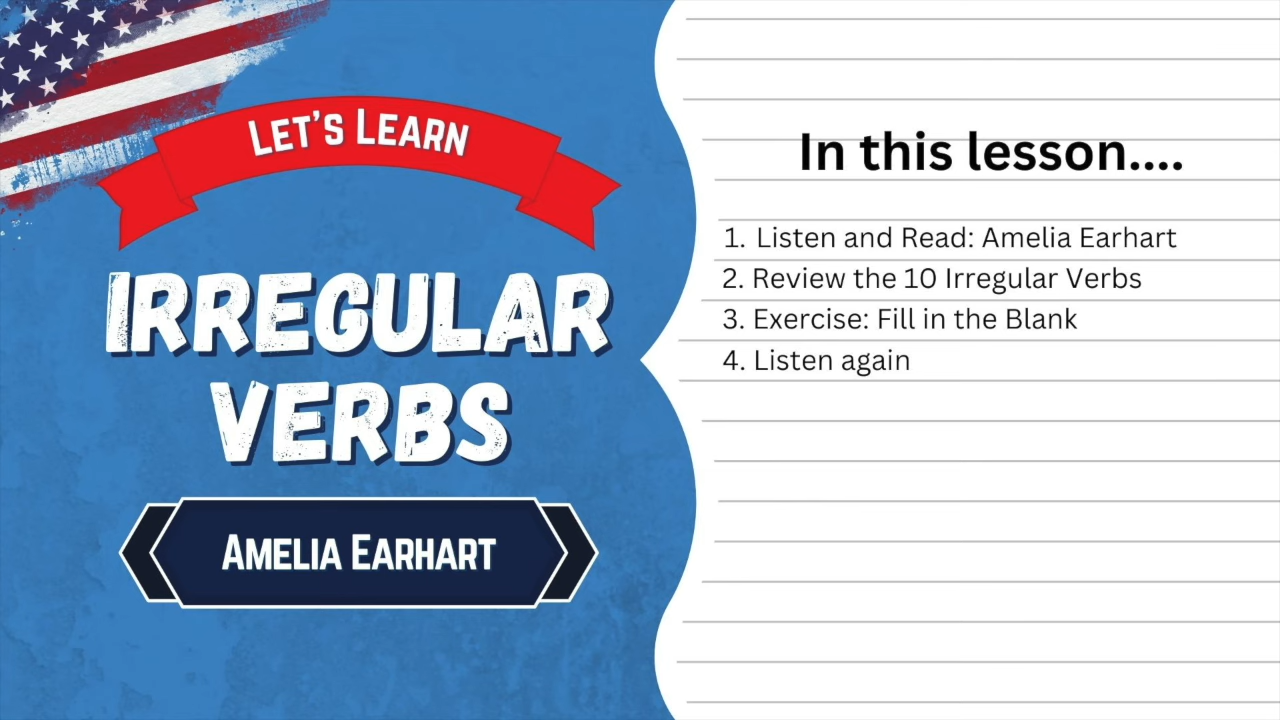 LET'S LEARN
IRREGULAR
VERBS
AMELIA EARHART
In this lesson....
1. Listen and Read: Amelia Earhart
2. Review the 10 Irregular Verbs
3. Exercise: Fill in the Blank
4. Listen again